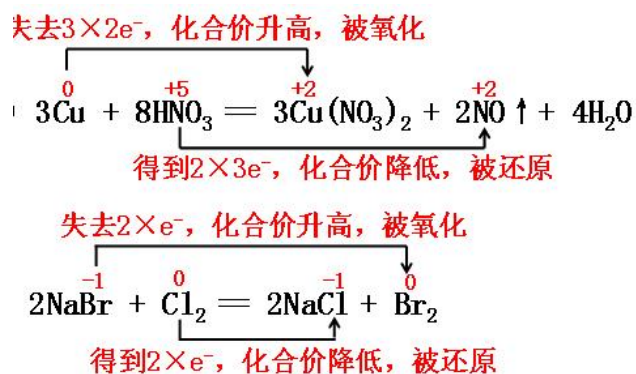 失去3×2e⁻，化合价升高，被氧化
0 +5 +2 +2
3Cu + 8HNO₃ ══ 3Cu(NO₃)₂ + 2NO↑ + 4H₂O
得到2×3e⁻，化合价降低，被还原
失去2×e⁻，化合价升高，被氧化
-1 0 -1 0
2NaBr + Cl₂ ══ 2NaCl + Br₂
得到2×e⁻，化合价降低，被还原